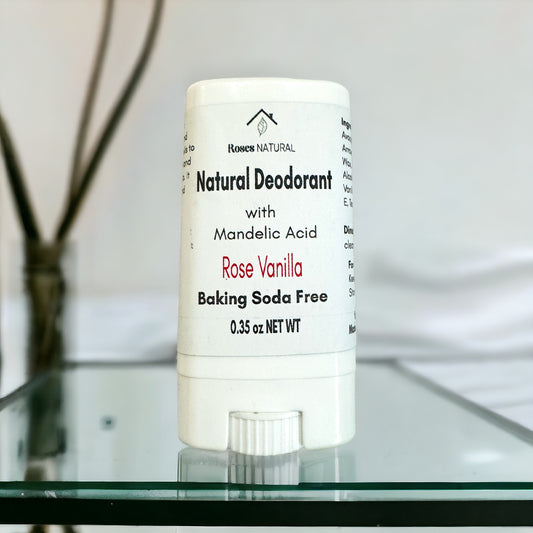 Roses NATURAL
Natural Deodorant
with
Mandelic Acid
Rose Vanilla
Baking Soda Free
0.35 oz NET WT